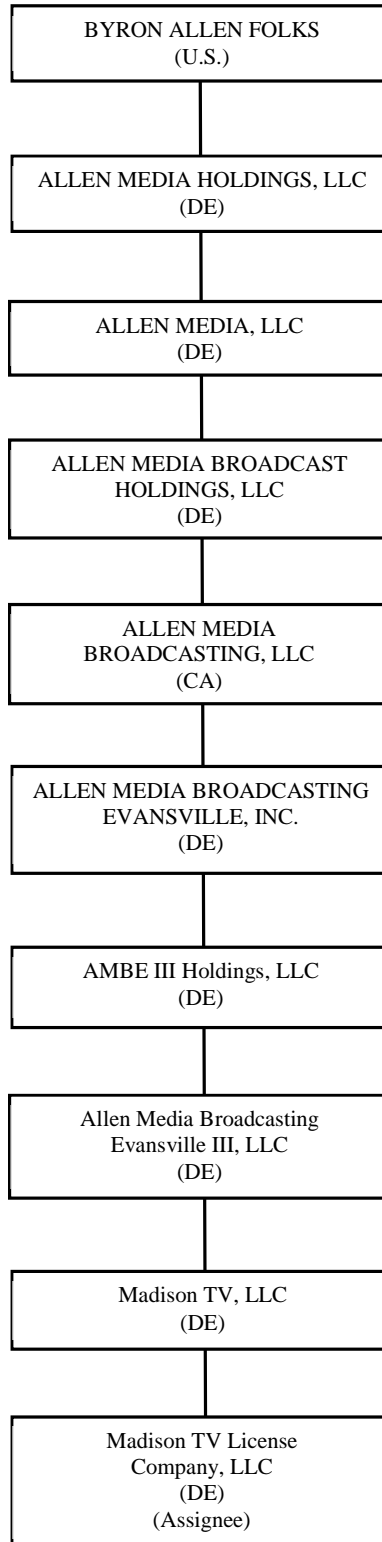 BYRON ALLEN FOLKS
(U.S.)
ALLEN MEDIA HOLDINGS, LLC
(DE)
ALLEN MEDIA, LLC
(DE)
ALLEN MEDIA BROADCAST
HOLDINGS, LLC
(DE)
ALLEN MEDIA
BROADCASTING, LLC
(CA)
ALLEN MEDIA BROADCASTING
EVANSVILLE, INC.
(DE)
AMBE III Holdings, LLC
(DE)
Allen Media Broadcasting
Evansville III, LLC
(DE)
Madison TV, LLC
(DE)
Madison TV License
Company, LLC
(DE)
(Assignee)